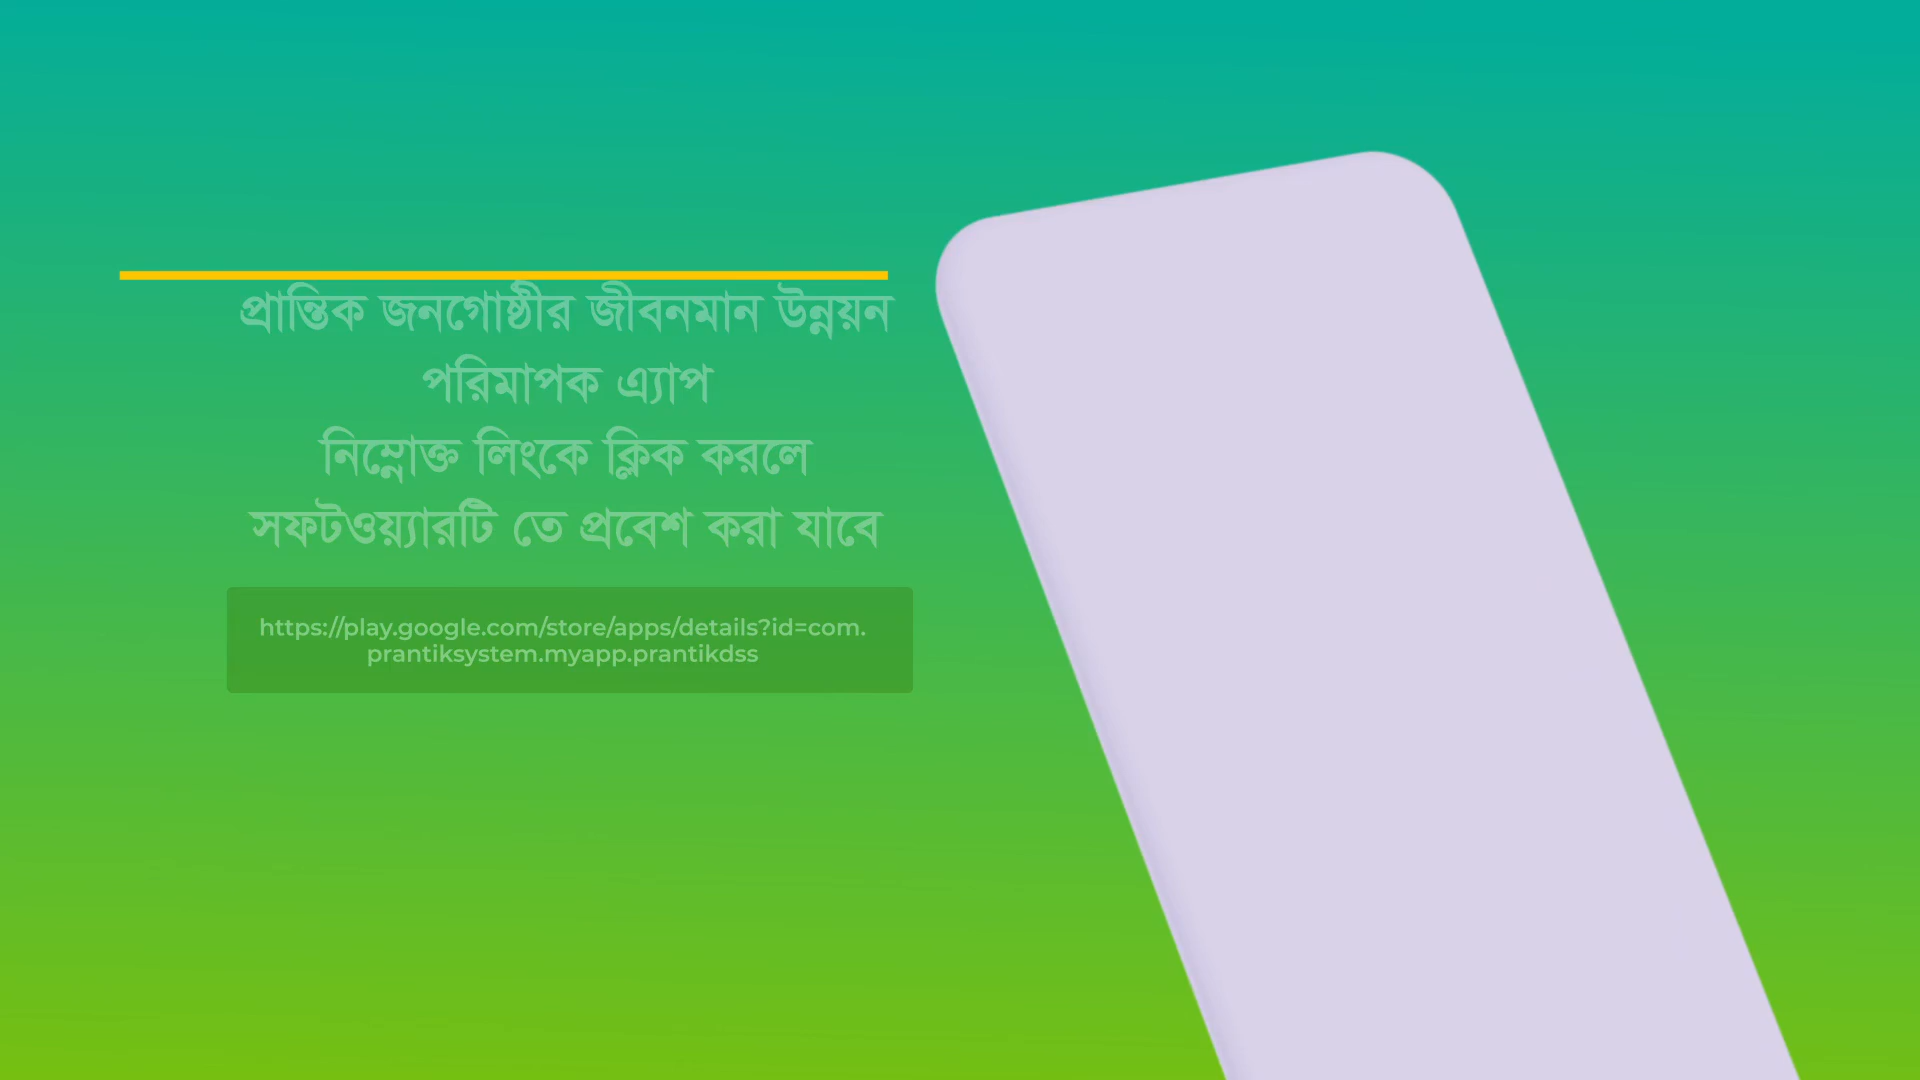 প্রান্তিক জনগোষ্ঠীর জীবনমান উন্নয়ন
পরিমাপক এ্যাপ
নিম্নোক্ত লিংকে ক্লিক করলে
সফটওয়্যারটি তে প্রবেশ করা যাবে
https://play.google.com/store/apps/details?id=com.
prantiksystem.myapp.prantikdss